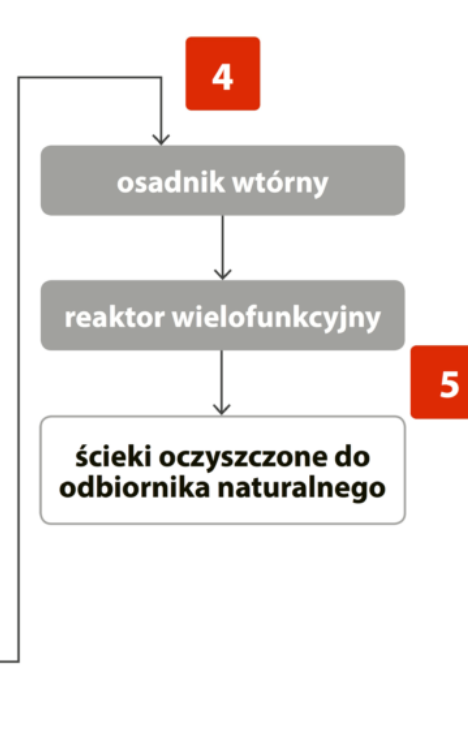 4
osadnik wtórny
reaktor wielofunkcyjny
5
ścieki oczyszczone do
odbiornika naturalnego